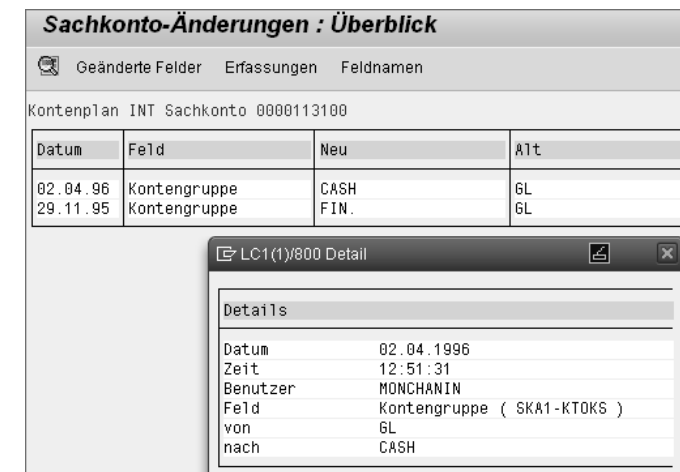 Sachkonto-Änderungen : Überblick
Geänderte Felder Erfassungen Feldnamen
Kontenplan INT Sachkonto 0000113100
Datum Feld Neu Alt
02.04.96 Kontengruppe CASH GL
29.11.95 Kontengruppe FIN. GL
LC1(1)/800 Detail
Details
Datum 02.04.1996
Zeit 12:51:31
Benutzer MONCHANIN
Feld Kontengruppe ( SKA1-KTOKS )
von GL
nach CASH